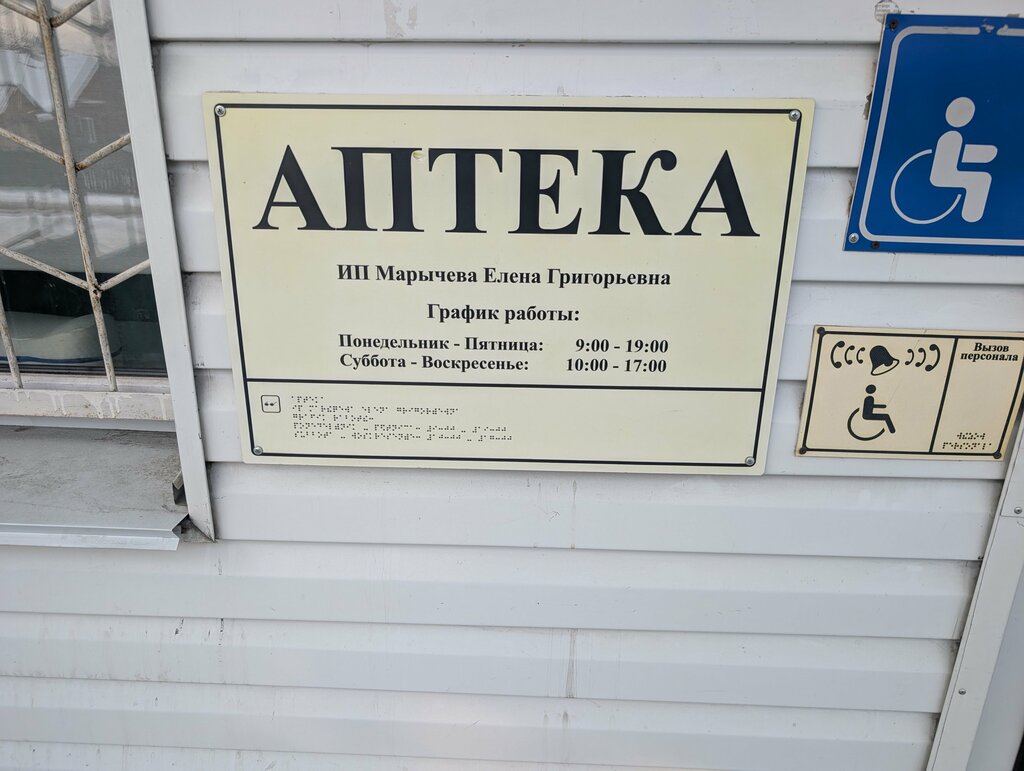 АПТЕКА
ИП Марычева Елена Григорьевна
График работы:
Понедельник - Пятница: 9:00 - 19:00
Суббота - Воскресенье: 10:00 - 17:00
Вызов
персонала